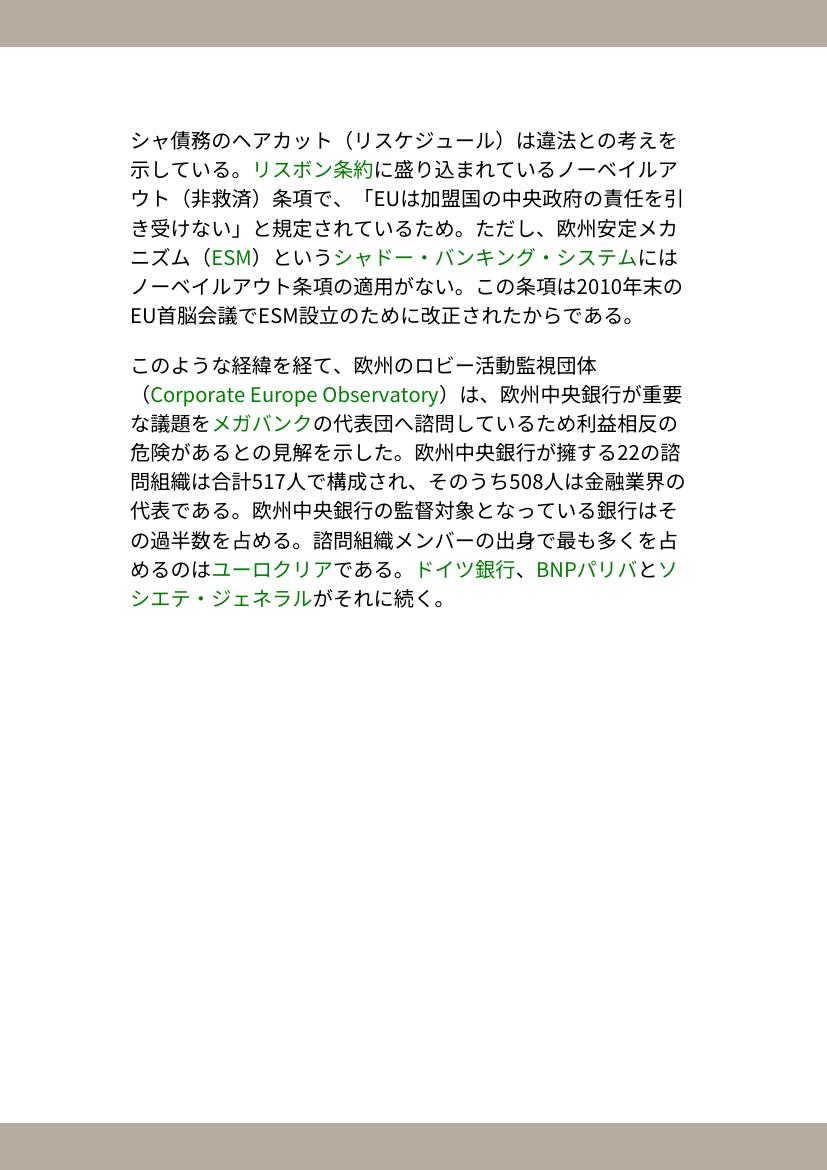 シャ債務のヘアカット（リスケジュール）は違法との考えを
示している。リスボン条約に盛り込まれているノーベイルア
ウト（非救済）条項で、「EUは加盟国の中央政府の責任を引
き受けない」と規定されているため。ただし、欧州安定メカ
ニズム（ESM）というシャドー・バンキング・システムには
ノーベイルアウト条項の適用がない。この条項は2010年末の
EU首脳会議でESM設立のために改正されたからである。
このような経緯を経て、欧州のロビー活動監視団体
（Corporate Europe Observatory）は、欧州中央銀行が重要
な議題をメガバンクの代表団へ諮問しているため利益相反の
危険があるとの見解を示した。欧州中央銀行が擁する22の諮
問組織は合計517人で構成され、そのうち508人は金融業界の
代表である。欧州中央銀行の監督対象となっている銀行はそ
の過半数を占める。諮問組織メンバーの出身で最も多くを占
めるのはユーロクリアである。ドイツ銀行、BNPパリバとソ
シエテ・ジェネラルがそれに続く。